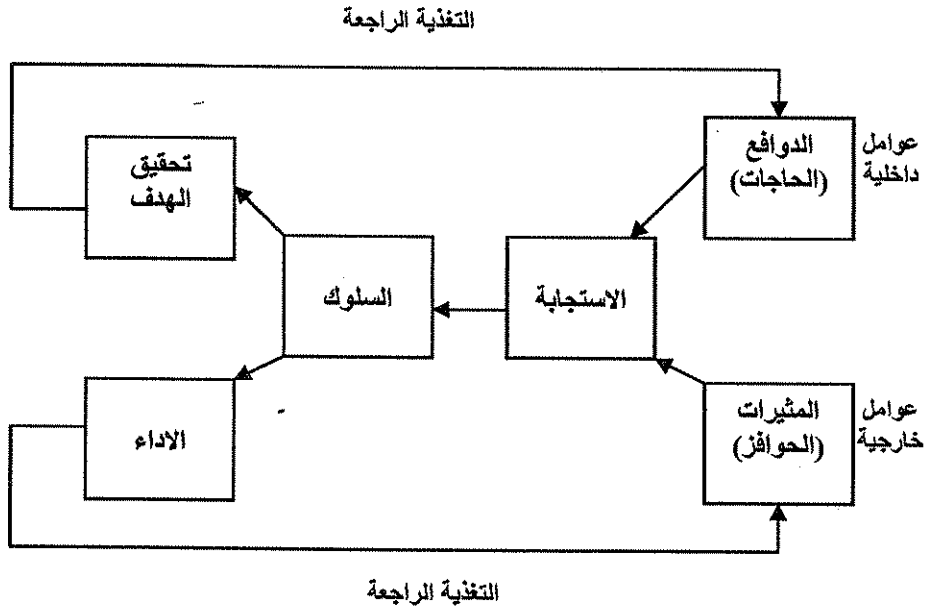 التغذية الراجعة
الدوافع
(الحاجات)
عوامل
داخلية
تحقيق
الهدف
الاستجابة
السلوك
المثيرات
(الحوافز)
عوامل
خارجية
الاداء
التغذية الراجعة